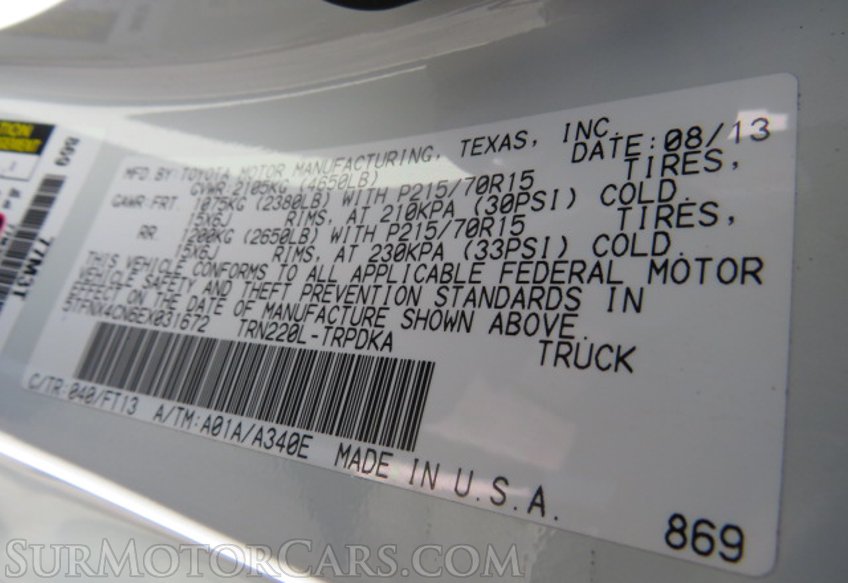 MFD BY: TOYOTA MOTOR MANUFACTURING, TEXAS, INC.
GVWR: 2105KG (4650LB) DATE: 08/13
GAWR: FRT. 1075KG (2380LB) WITH P215/70R15 TIRES,
15X6J RIMS, AT 210KPA (30PSI) COLD.
RR. 1200KG (2650LB) WITH P215/70R15 TIRES,
15X6J RIMS, AT 230KPA (33PSI) COLD.
THIS VEHICLE CONFORMS TO ALL APPLICABLE FEDERAL MOTOR
VEHICLE SAFETY AND THEFT PREVENTION STANDARDS IN
EFFECT ON THE DATE OF MANUFACTURE SHOWN ABOVE.
5TFNX4CN6EX031672 TRN220L-TRPDKA TRUCK
C/TR: 040/FT13 A/TM: A01A/A340E MADE IN U.S.A.
869
869
77M3T
SurMotorCars.com